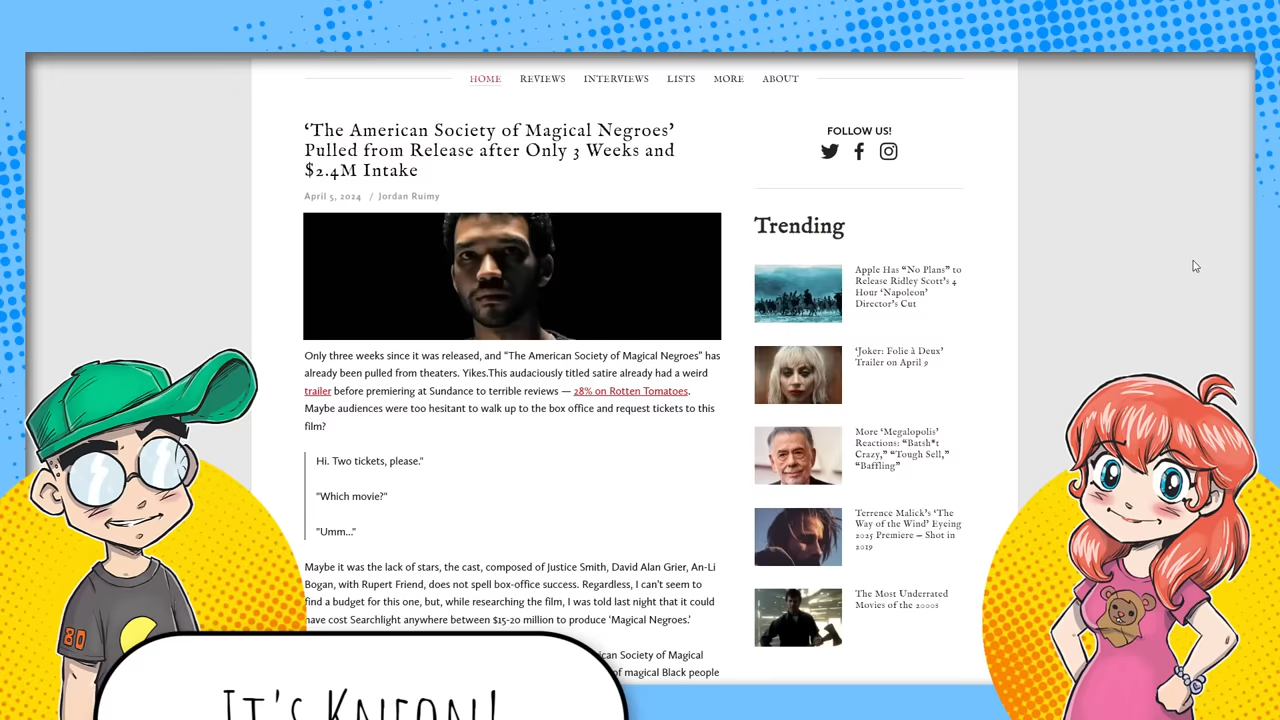 HOME REVIEWS INTERVIEWS LISTS MORE ABOUT
‘The American Society of Magical Negroes’
Pulled from Release after Only 3 Weeks and
$2.4M Intake
April 5, 2024 / Jordan Ruimy
Only three weeks since it was released, and “The American Society of Magical Negroes” has
already been pulled from theaters. Yikes.This audaciously titled satire already had a weird
trailer before premiering at Sundance to terrible reviews — 28% on Rotten Tomatoes.
Maybe audiences were too hesitant to walk up to the box office and request tickets to this
film?
Hi. Two tickets, please."
"Which movie?"
"Umm..."
Maybe it was the lack of stars, the cast, composed of Justice Smith, David Alan Grier, An-Li
Bogan, with Rupert Friend, does not spell box-office success. Regardless, I can't seem to
find a budget for this one, but, while researching the film, I was told last night that it could
have cost Searchlight anywhere between $15-20 million to produce ‘Magical Negroes.’
ican Society of Magical
of magical Black people
FOLLOW US!
Trending
Apple Has “No Plans” to
Release Ridley Scott’s 4
Hour ‘Napoleon’
Director’s Cut
‘Joker: Folie à Deux’
Trailer on April 9
More ‘Megalopolis’
Reactions: “Batsh*t
Crazy,” “Tough Sell,”
“Baffling”
Terrence Malick’s ‘The
Way of the Wind’ Eyeing
2025 Premiere — Shot in
2019
The Most Underrated
Movies of the 2000s
80
It's Kneon!